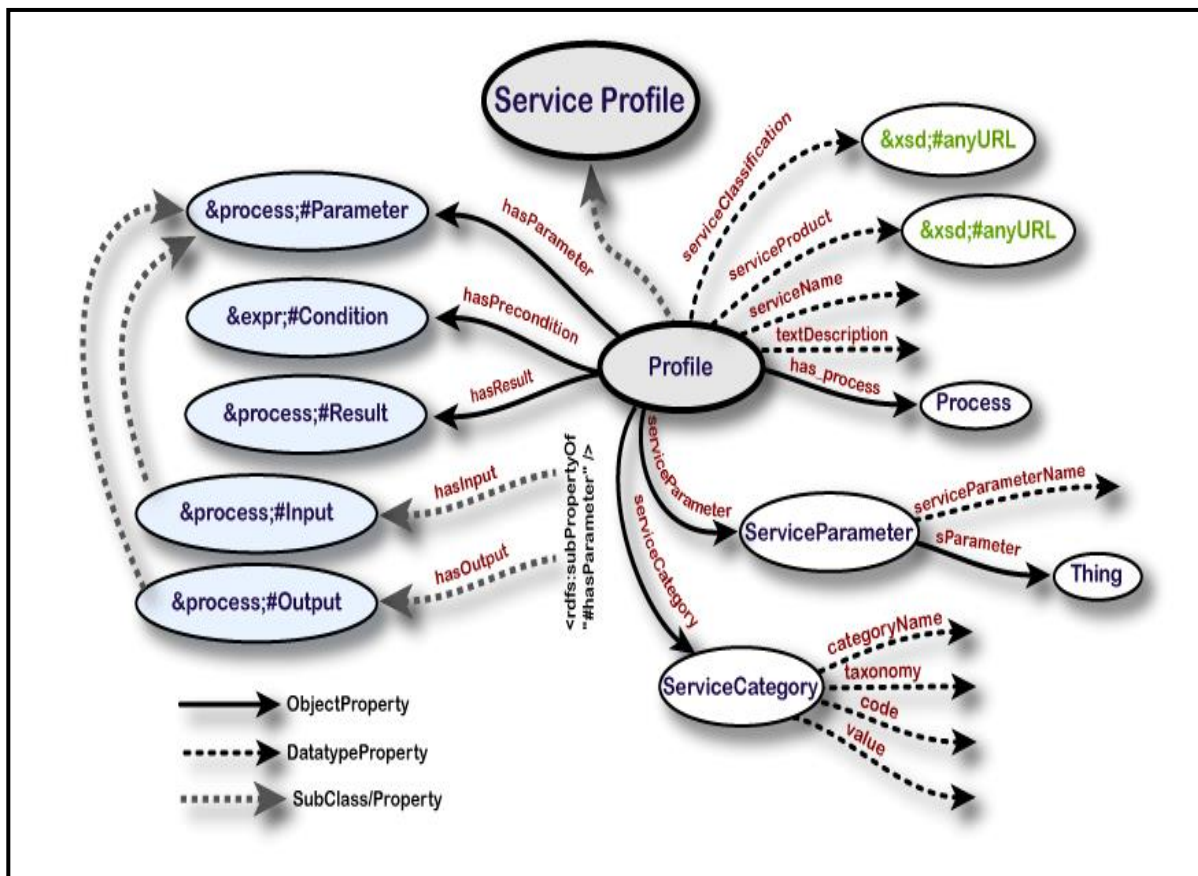 Service Profile
&xsd;#anyURL
serviceClassification
&process;#Parameter
hasParameter
serviceProduct
&xsd;#anyURL
serviceName
&expr;#Condition
hasPrecondition
textDescription
Profile
has_process
&process;#Result
hasResult
Process
hasInput
<rdfs:subPropertyOf
"#hasParameter" />
serviceParameter
serviceParameterName
&process;#Input
ServiceParameter
sParameter
hasOutput
serviceCategory
Thing
&process;#Output
categoryName
taxonomy
ServiceCategory
code
value
ObjectProperty
DatatypeProperty
SubClass/Property